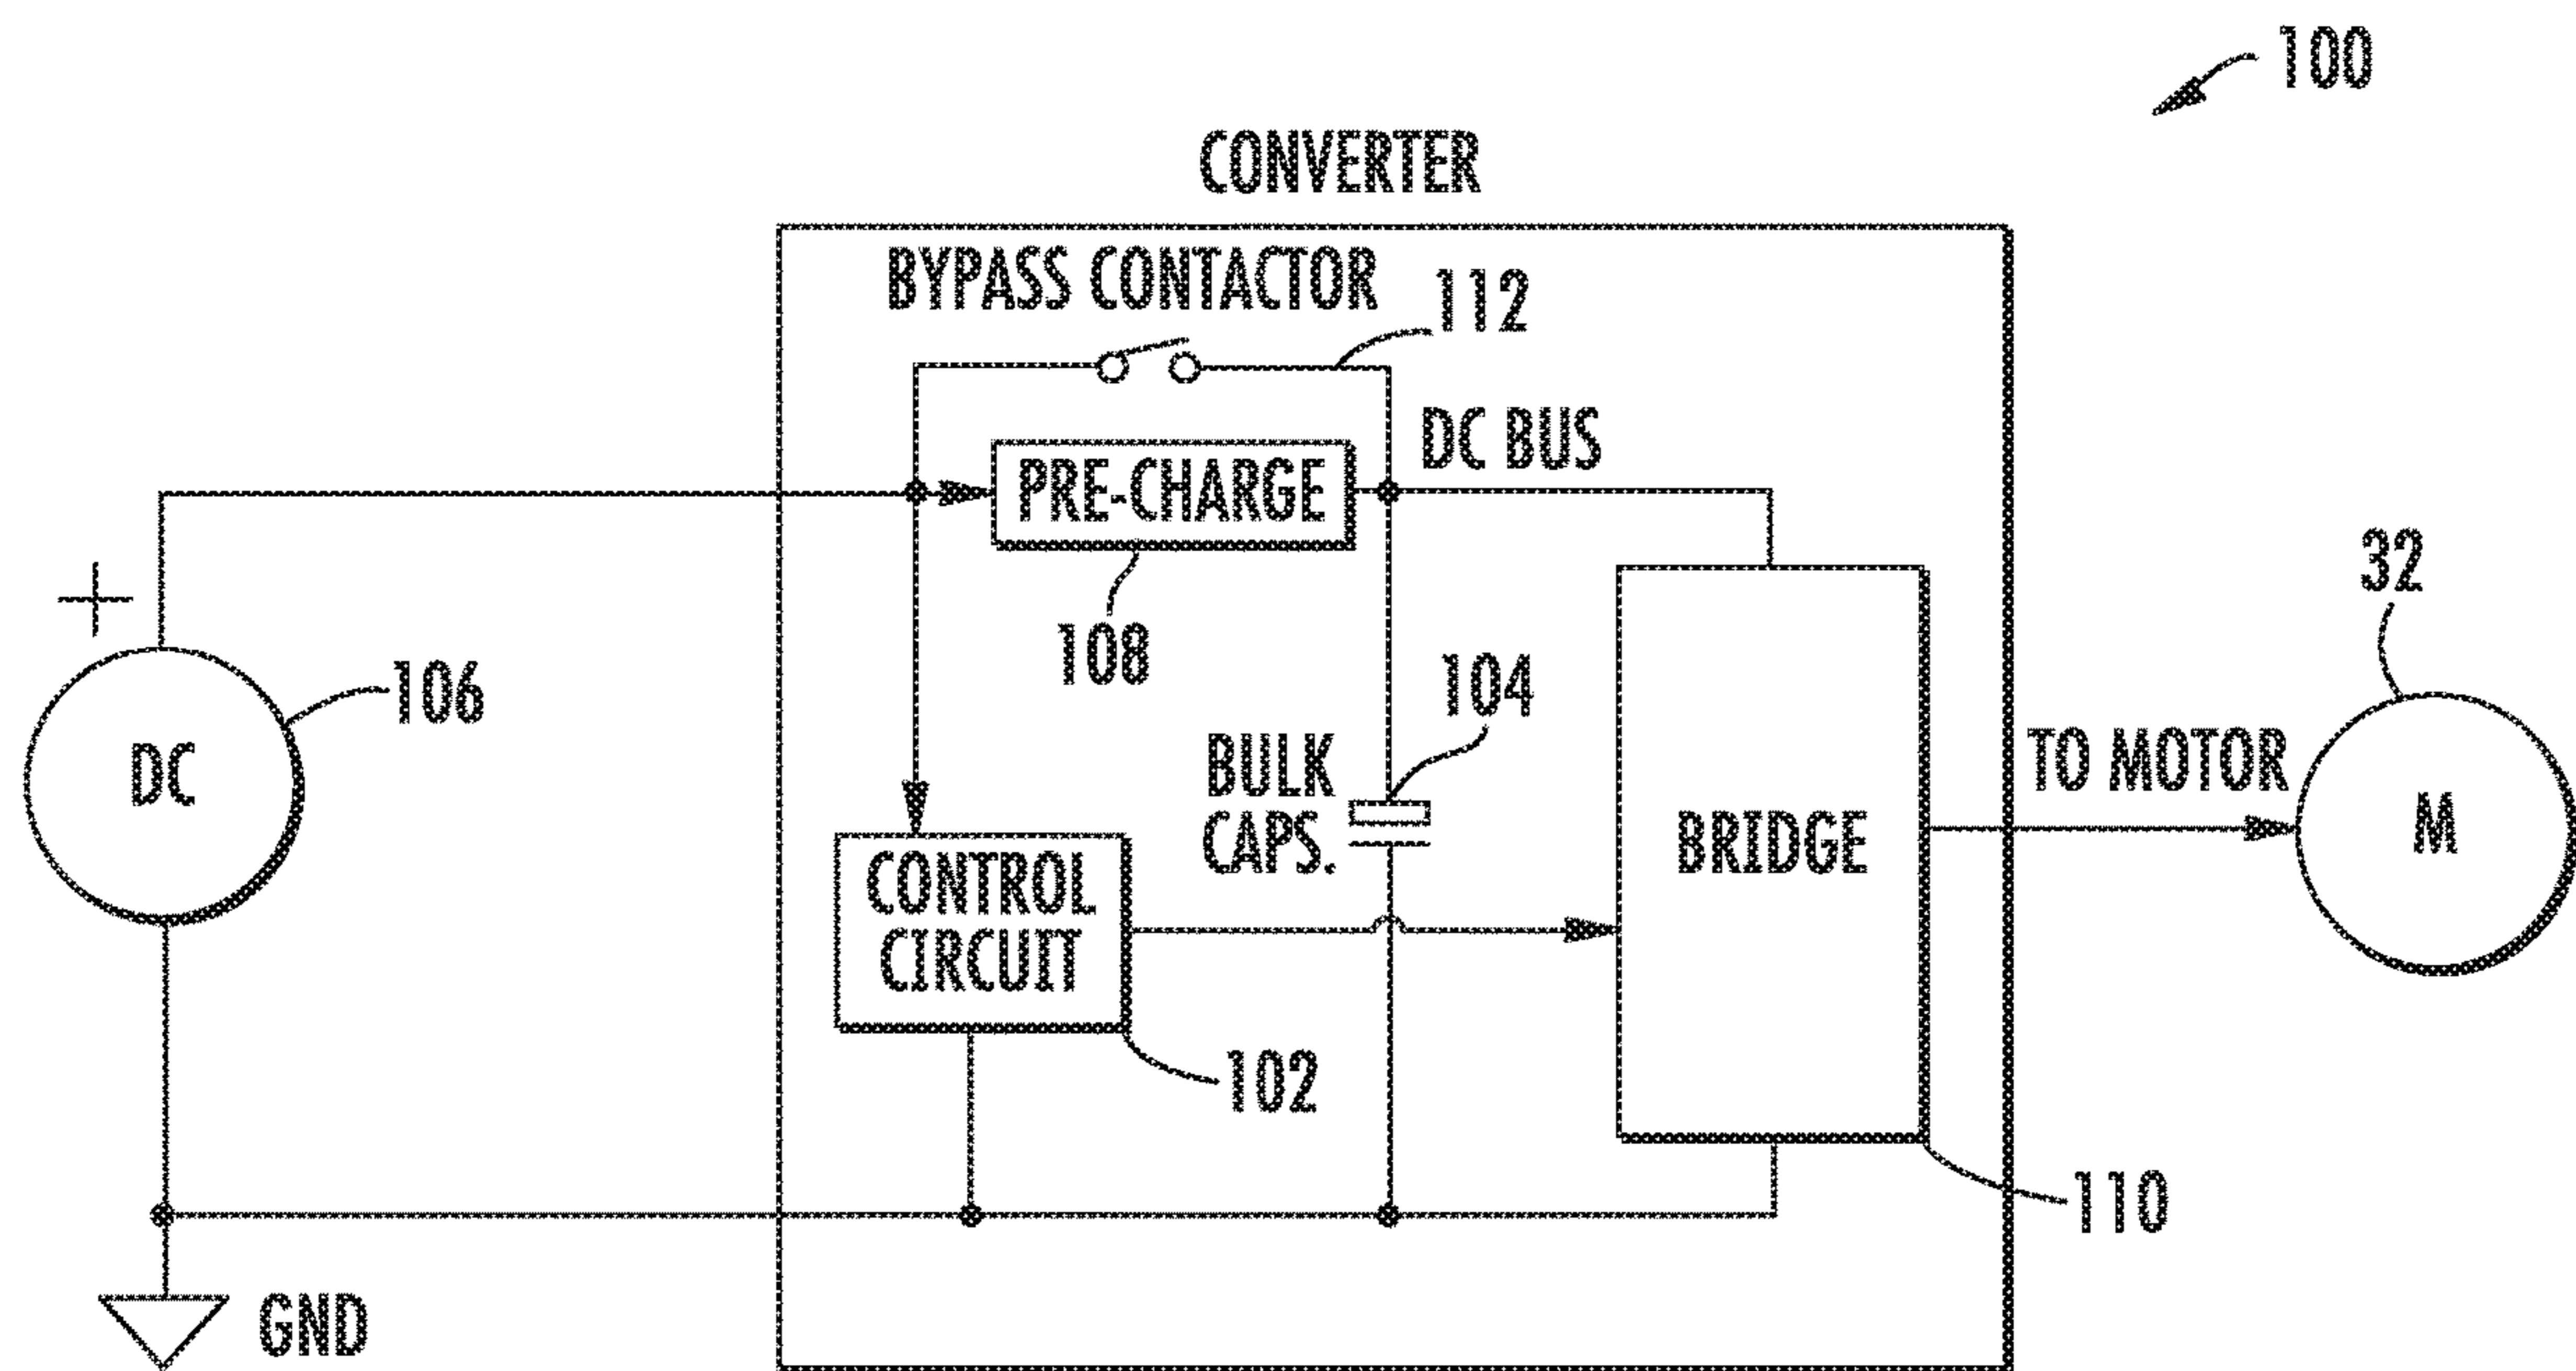 100
CONVERTER
BYPASS CONTACTOR
112
DC BUS
PRE-CHARGE
108
+
106
DC
32
104
BULK
CAPS.
TO MOTOR
M
BRIDGE
CONTROL
CIRCUIT
102
110
GND